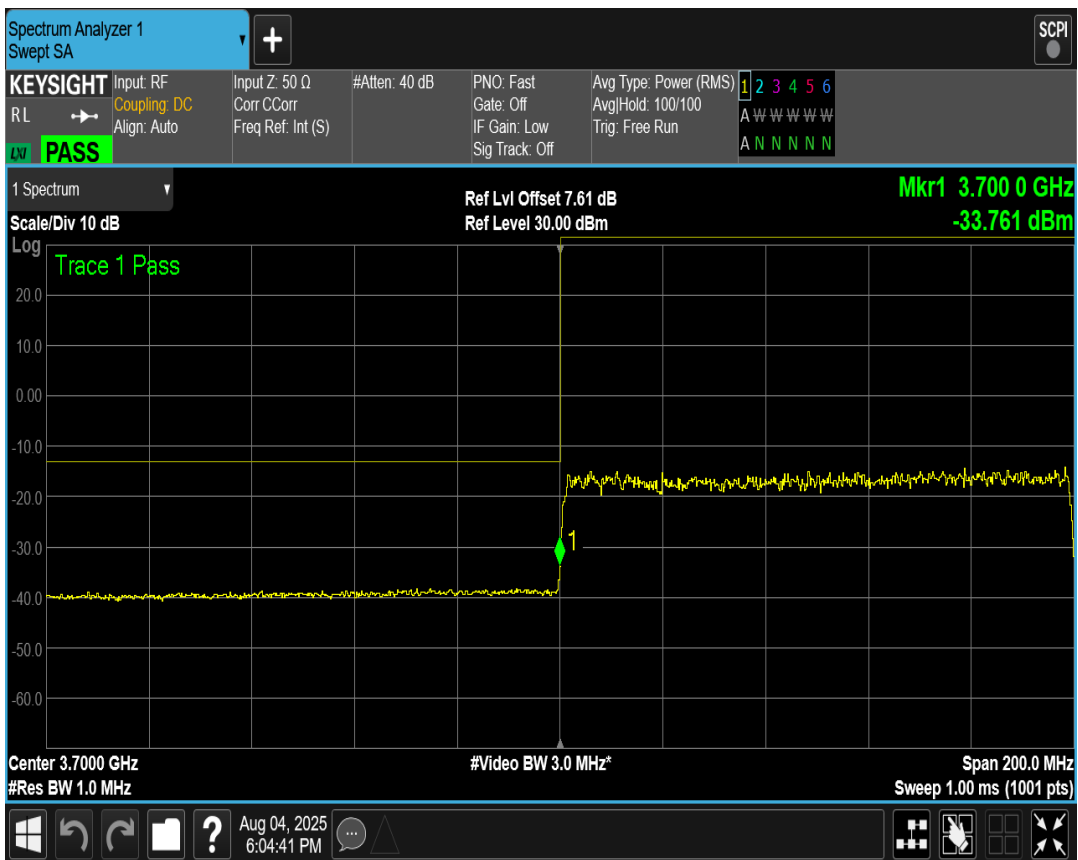 Spectrum Analyzer 1
Swept SA
+
SCPI
KEYSIGHT
RL
LXI PASS
Input: RF
Coupling: DC
Align: Auto
Input Z: 50 Ω
Corr CCorr
Freq Ref: Int (S)
#Atten: 40 dB
PNO: Fast
Gate: Off
IF Gain: Low
Sig Track: Off
Avg Type: Power (RMS)
Avg|Hold: 100/100
Trig: Free Run
1 2 3 4 5 6
A W W W W W
A N N N N N
1 Spectrum
Scale/Div 10 dB
Ref Lvl Offset 7.61 dB
Ref Level 30.00 dBm
Mkr1 3.700 0 GHz
-33.761 dBm
Log
Trace 1 Pass
20.0
10.0
0.00
-10.0
-20.0
1
-30.0
-40.0
-50.0
-60.0
Center 3.7000 GHz
#Res BW 1.0 MHz
#Video BW 3.0 MHz*
Span 200.0 MHz
Sweep 1.00 ms (1001 pts)
?
Aug 04, 2025
6:04:41 PM